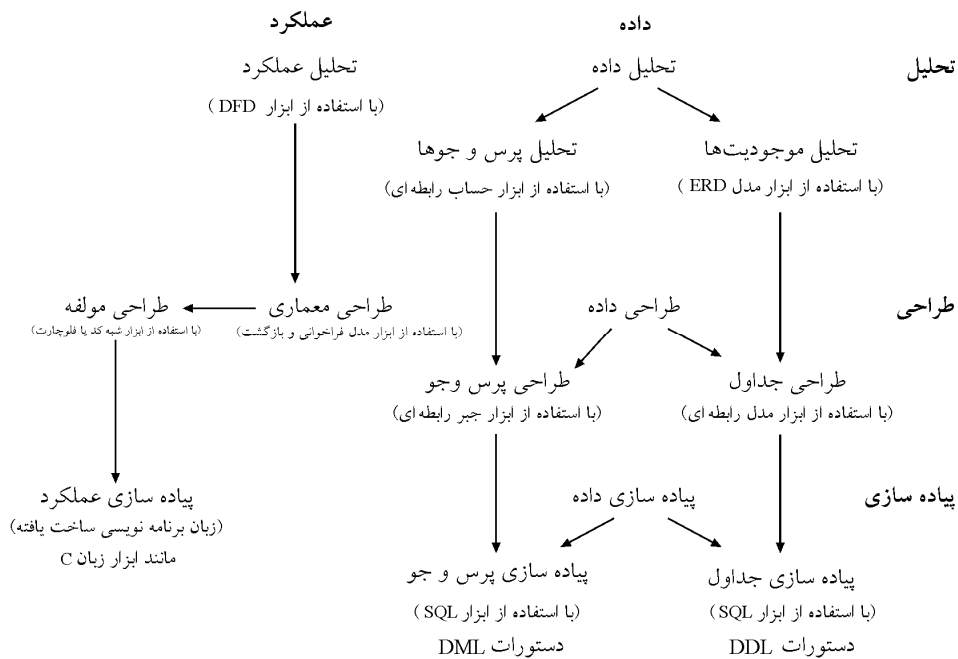 داده
عملکرد
تحلیل
تحلیل داده
تحلیل عملکرد
(با استفاده از ابزار DFD)
تحلیل موجودیت‌ها
(با استفاده از ابزار مدل ERD)
تحلیل پرس و جوها
(با استفاده از ابزار حساب رابطه ای)
طراحی
طراحی داده
طراحی معماری
(با استفاده از ابزار مدل فراخوانی و بازگشت)
طراحی مولفه
(با استفاده از ابزار شبه کد یا فلوچارت)
طراحی جداول
(با استفاده از ابزار مدل رابطه ای)
طراحی پرس وجو
(با استفاده از ابزار جبر رابطه ای)
پیاده سازی
پیاده سازی داده
پیاده سازی عملکرد
(زبان برنامه نویسی ساخت یافته)
مانند ابزار زبان C
پیاده سازی جداول
(با استفاده از ابزار SQL)
دستورات DDL
پیاده سازی پرس و جو
(با استفاده از ابزار SQL)
دستورات DML